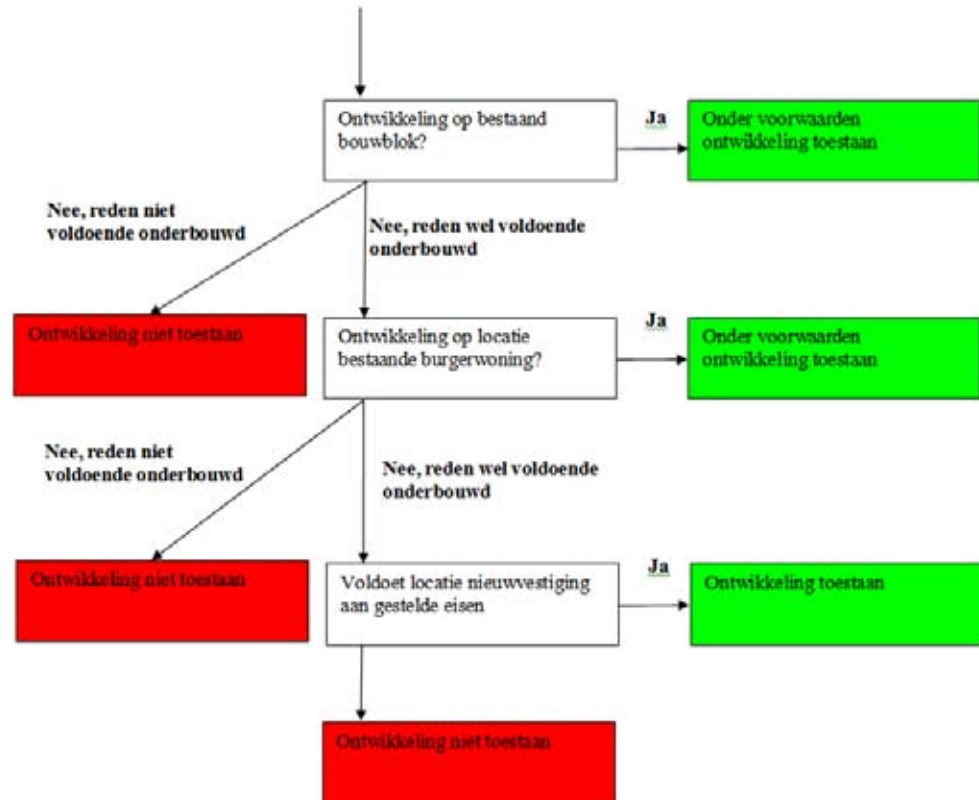 Ontwikkeling op bestaand
bouwblok?
Ja
Onder voorwaarden
ontwikkeling toestaan
Nee, reden niet
voldoende onderbouwd
Nee, reden wel voldoende
onderbouwd
Ontwikkeling niet toestaan
Ontwikkeling op locatie
bestaande burgerwoning?
Ja
Onder voorwaarden
ontwikkeling toestaan
Nee, reden niet
voldoende onderbouwd
Nee, reden wel voldoende
onderbouwd
Ontwikkeling niet toestaan
Voldoet locatie nieuwvestiging
aan gestelde eisen
Ja
Ontwikkeling toestaan
Ontwikkeling niet toestaan